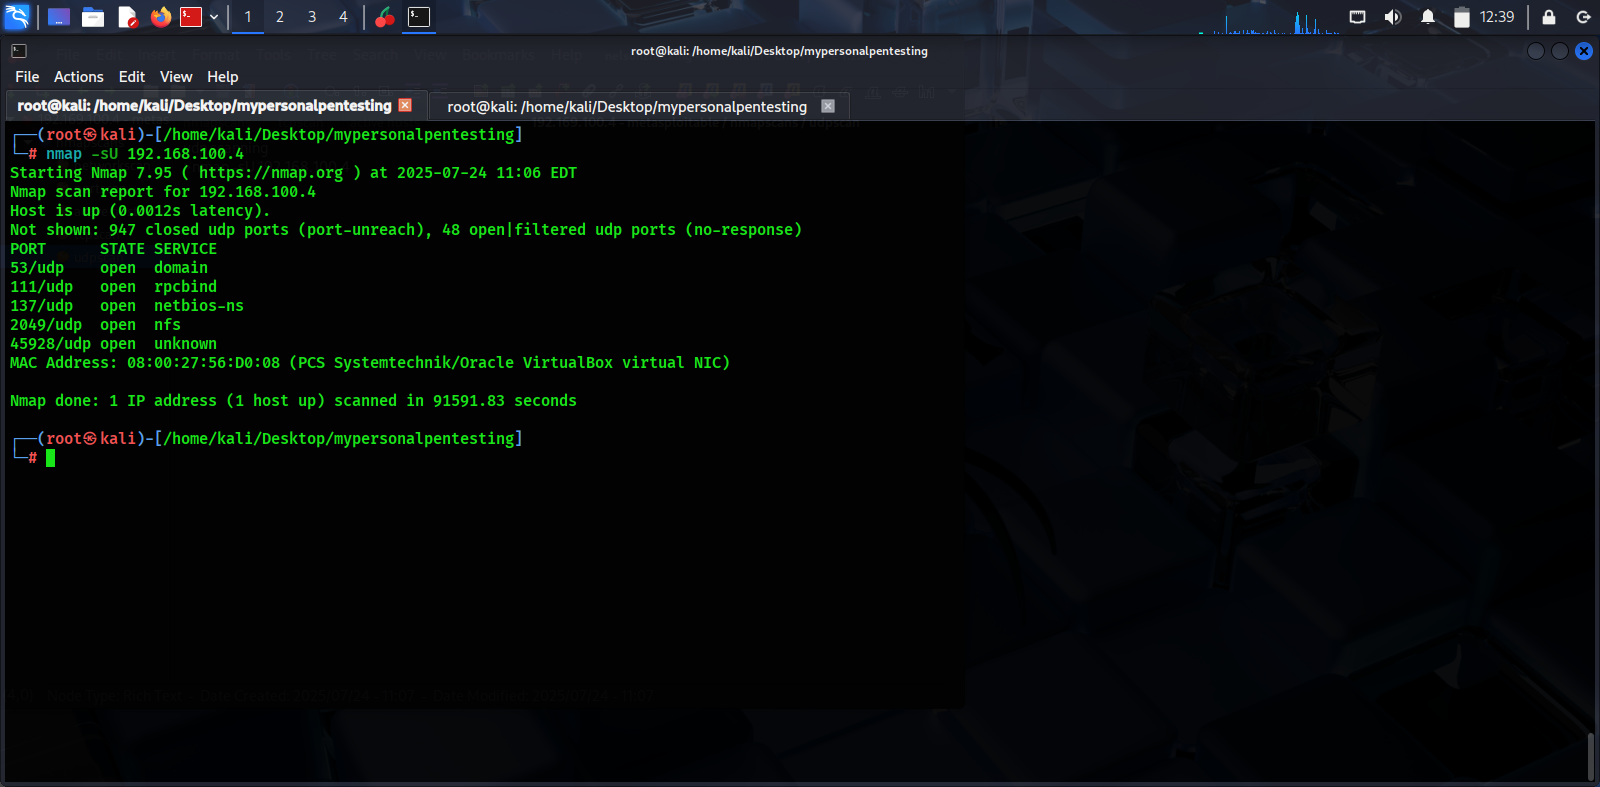 1 2 3 4 12:39
root@kali: /home/kali/Desktop/mypersonalpentesting
File Actions Edit View Help
root@kali: /home/kali/Desktop/mypersonalpentesting root@kali: /home/kali/Desktop/mypersonalpentesting
┌──(root㉿kali)-[/home/kali/Desktop/mypersonalpentesting]
└─# nmap -sU 192.168.100.4
Starting Nmap 7.95 ( https://nmap.org ) at 2025-07-24 11:06 EDT
Nmap scan report for 192.168.100.4
Host is up (0.0012s latency).
Not shown: 947 closed udp ports (port-unreach), 48 open|filtered udp ports (no-response)
PORT      STATE SERVICE
53/udp    open  domain
111/udp   open  rpcbind
137/udp   open  netbios-ns
2049/udp  open  nfs
45928/udp open  unknown
MAC Address: 08:00:27:56:D0:08 (PCS Systemtechnik/Oracle VirtualBox virtual NIC)
Nmap done: 1 IP address (1 host up) scanned in 91591.83 seconds
┌──(root㉿kali)-[/home/kali/Desktop/mypersonalpentesting]
└─#